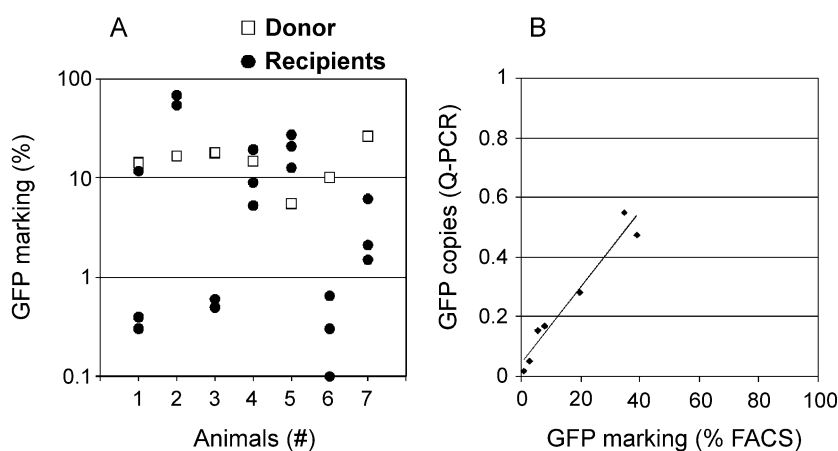 A
□ Donor
● Recipients
GFP marking (%)
100
10
1
0.1
1 2 3 4 5 6 7
Animals (#)
B
GFP copies (Q-PCR)
1
0.8
0.6
0.4
0.2
0
0 20 40 60 80 100
GFP marking (% FACS)